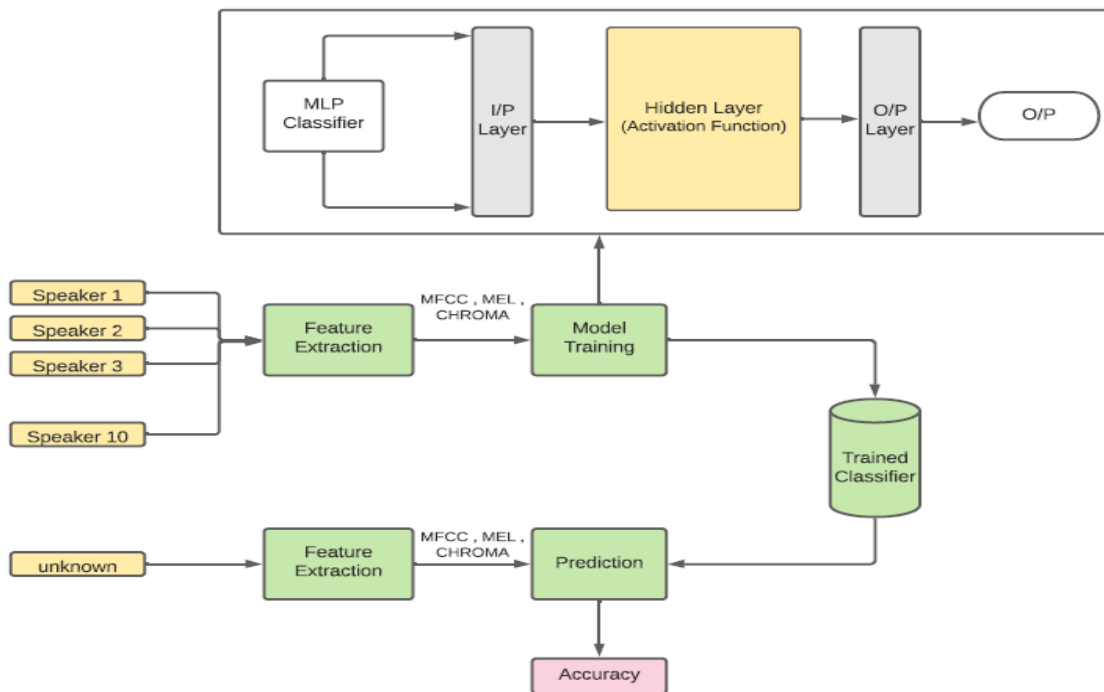 MLP
Classifier
I/P
Layer
Hidden Layer
(Activation Function)
O/P
Layer
O/P
Speaker 1
Speaker 2
Speaker 3
Speaker 10
Feature
Extraction
MFCC , MEL ,
CHROMA
Model
Training
Trained
Classifier
unknown
Feature
Extraction
MFCC , MEL ,
CHROMA
Prediction
Accuracy